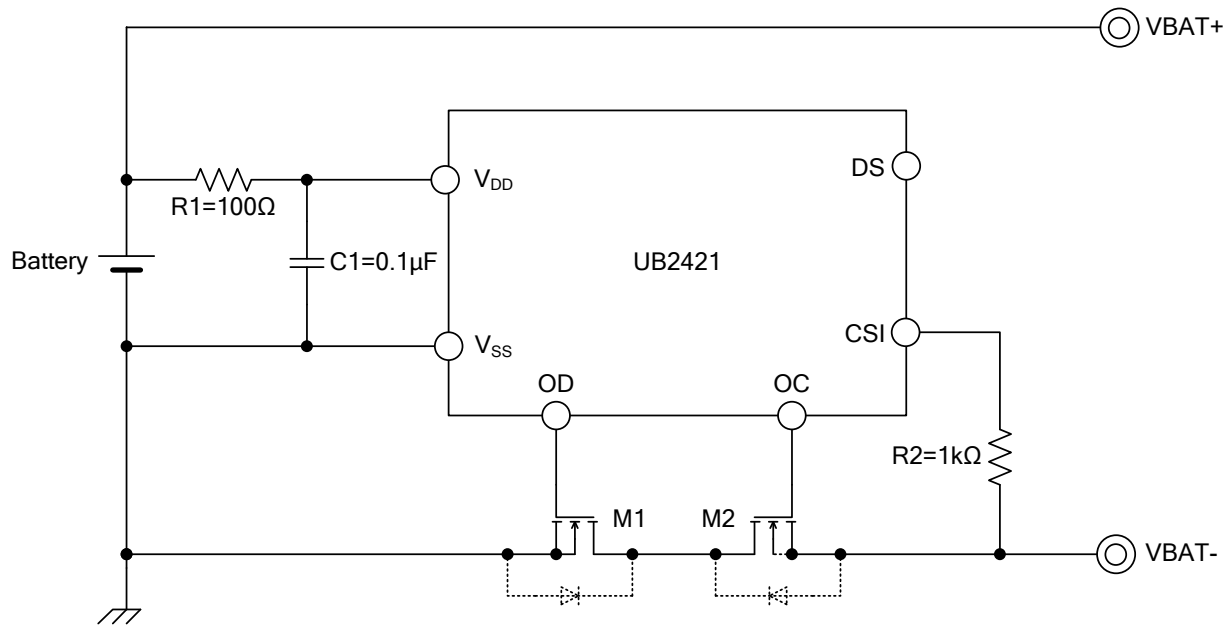 VBAT+
DS
VDD
R1=100Ω
Battery
C1=0.1µF
UB2421
CSI
VSS
OD
OC
R2=1kΩ
M1
M2
VBAT-